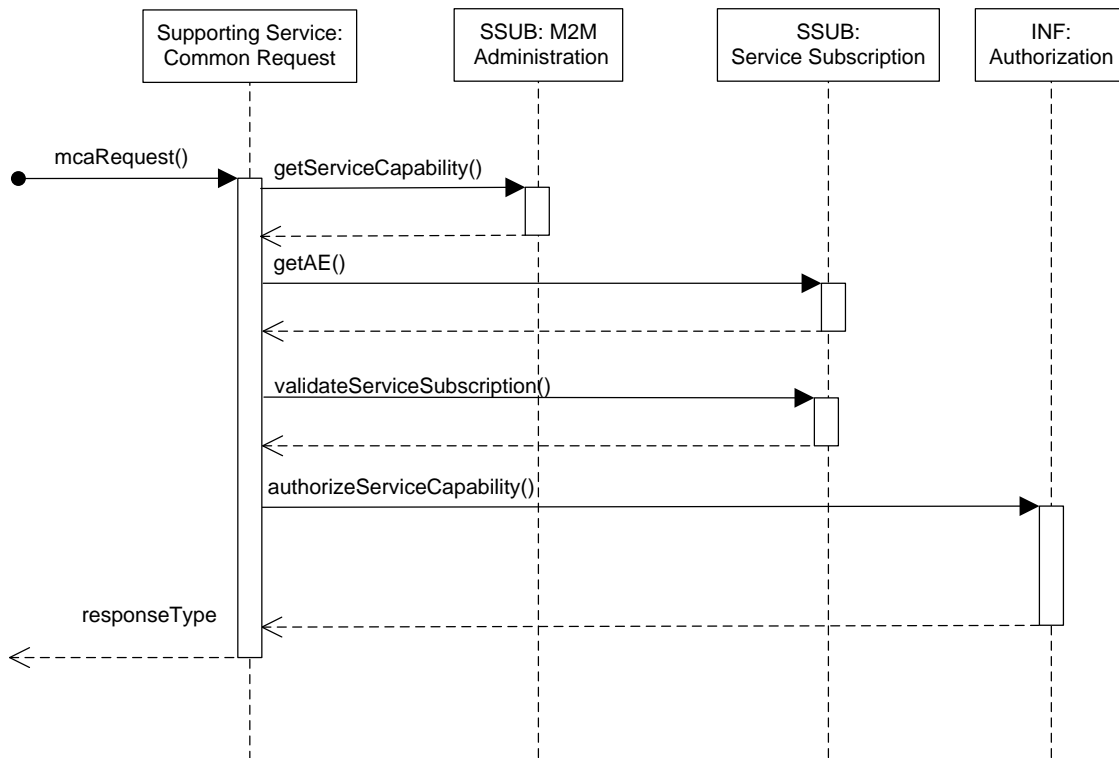 Supporting Service:
Common Request
SSUB: M2M
Administration
SSUB:
Service Subscription
INF:
Authorization
mcaRequest()
getServiceCapability()
getAE()
validateServiceSubscription()
authorizeServiceCapability()
responseType